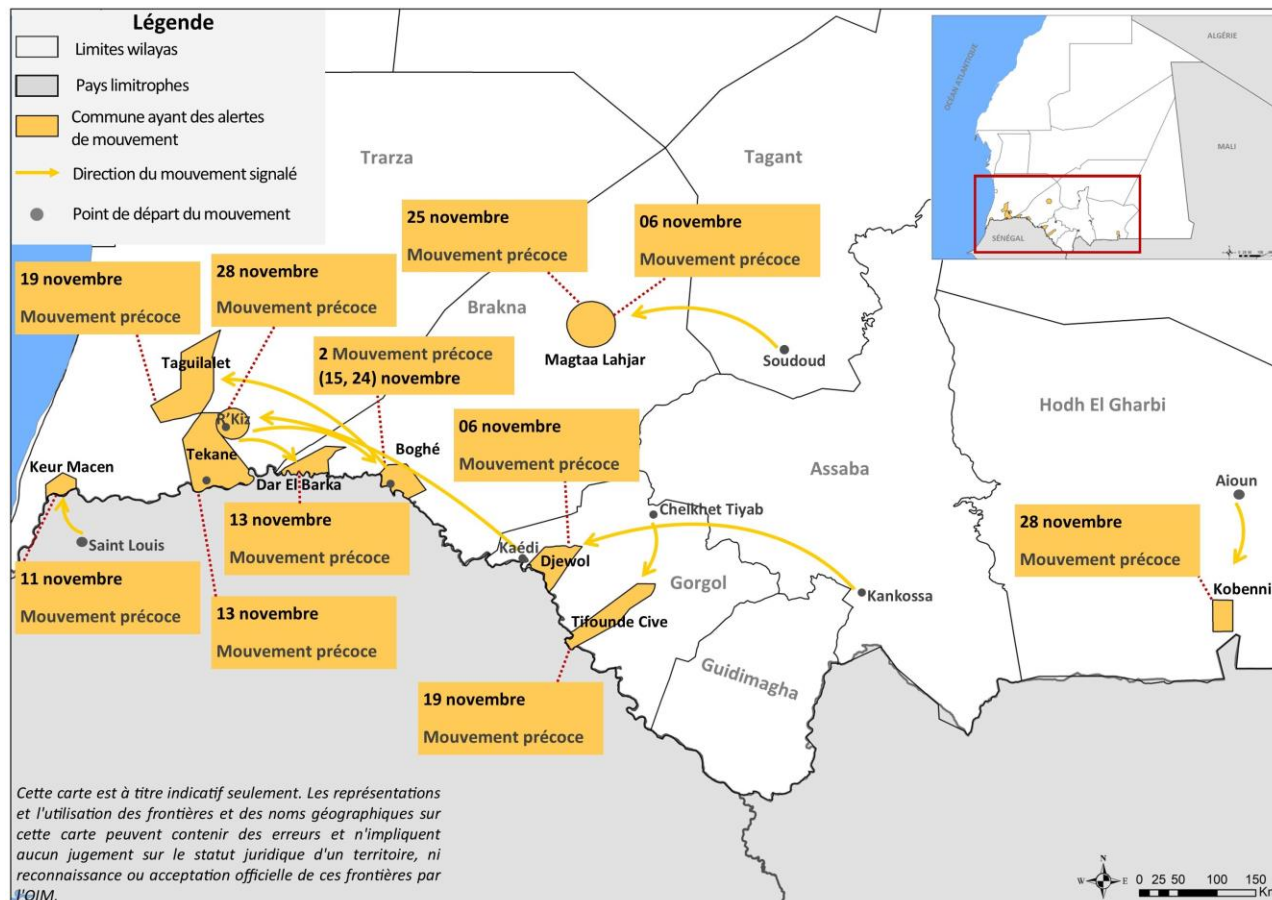 Légende
Limites wilayas
Pays limitrophes
Commune ayant des alertes
de mouvement
Direction du mouvement signalé
Point de départ du mouvement
OCÉAN ATLANTIQUE
ALGÉRIE
MALI
SÉNÉGAL
Trarza
Tagant
25 novembre
Mouvement précoce
06 novembre
Mouvement précoce
19 novembre
Mouvement précoce
28 novembre
Mouvement précoce
Brakna
Magtaa Lahjar
Soudoud
2 Mouvement précoce
(15, 24) novembre
Taguilalet
R'Kiz
Tekane
Keur Macen
Dar El Barka
Boghé
06 novembre
Mouvement précoce
Hodh El Gharbi
Assaba
Aioun
Saint Louis
13 novembre
Mouvement précoce
Cheikhet Tiyab
28 novembre
Mouvement précoce
Kaédi
Djewol
Gorgol
Kankossa
Kobenni
11 novembre
Mouvement précoce
13 novembre
Mouvement précoce
Tifounde Cive
Guidimagha
19 novembre
Mouvement précoce
Cette carte est à titre indicatif seulement. Les représentations
et l'utilisation des frontières et des noms géographiques sur
cette carte peuvent contenir des erreurs et n'impliquent
aucun jugement sur le statut juridique d'un territoire, ni
reconnaissance ou acceptation officielle de ces frontières par
l'OIM.
N
W E
S
0 25 50 100 150
Km